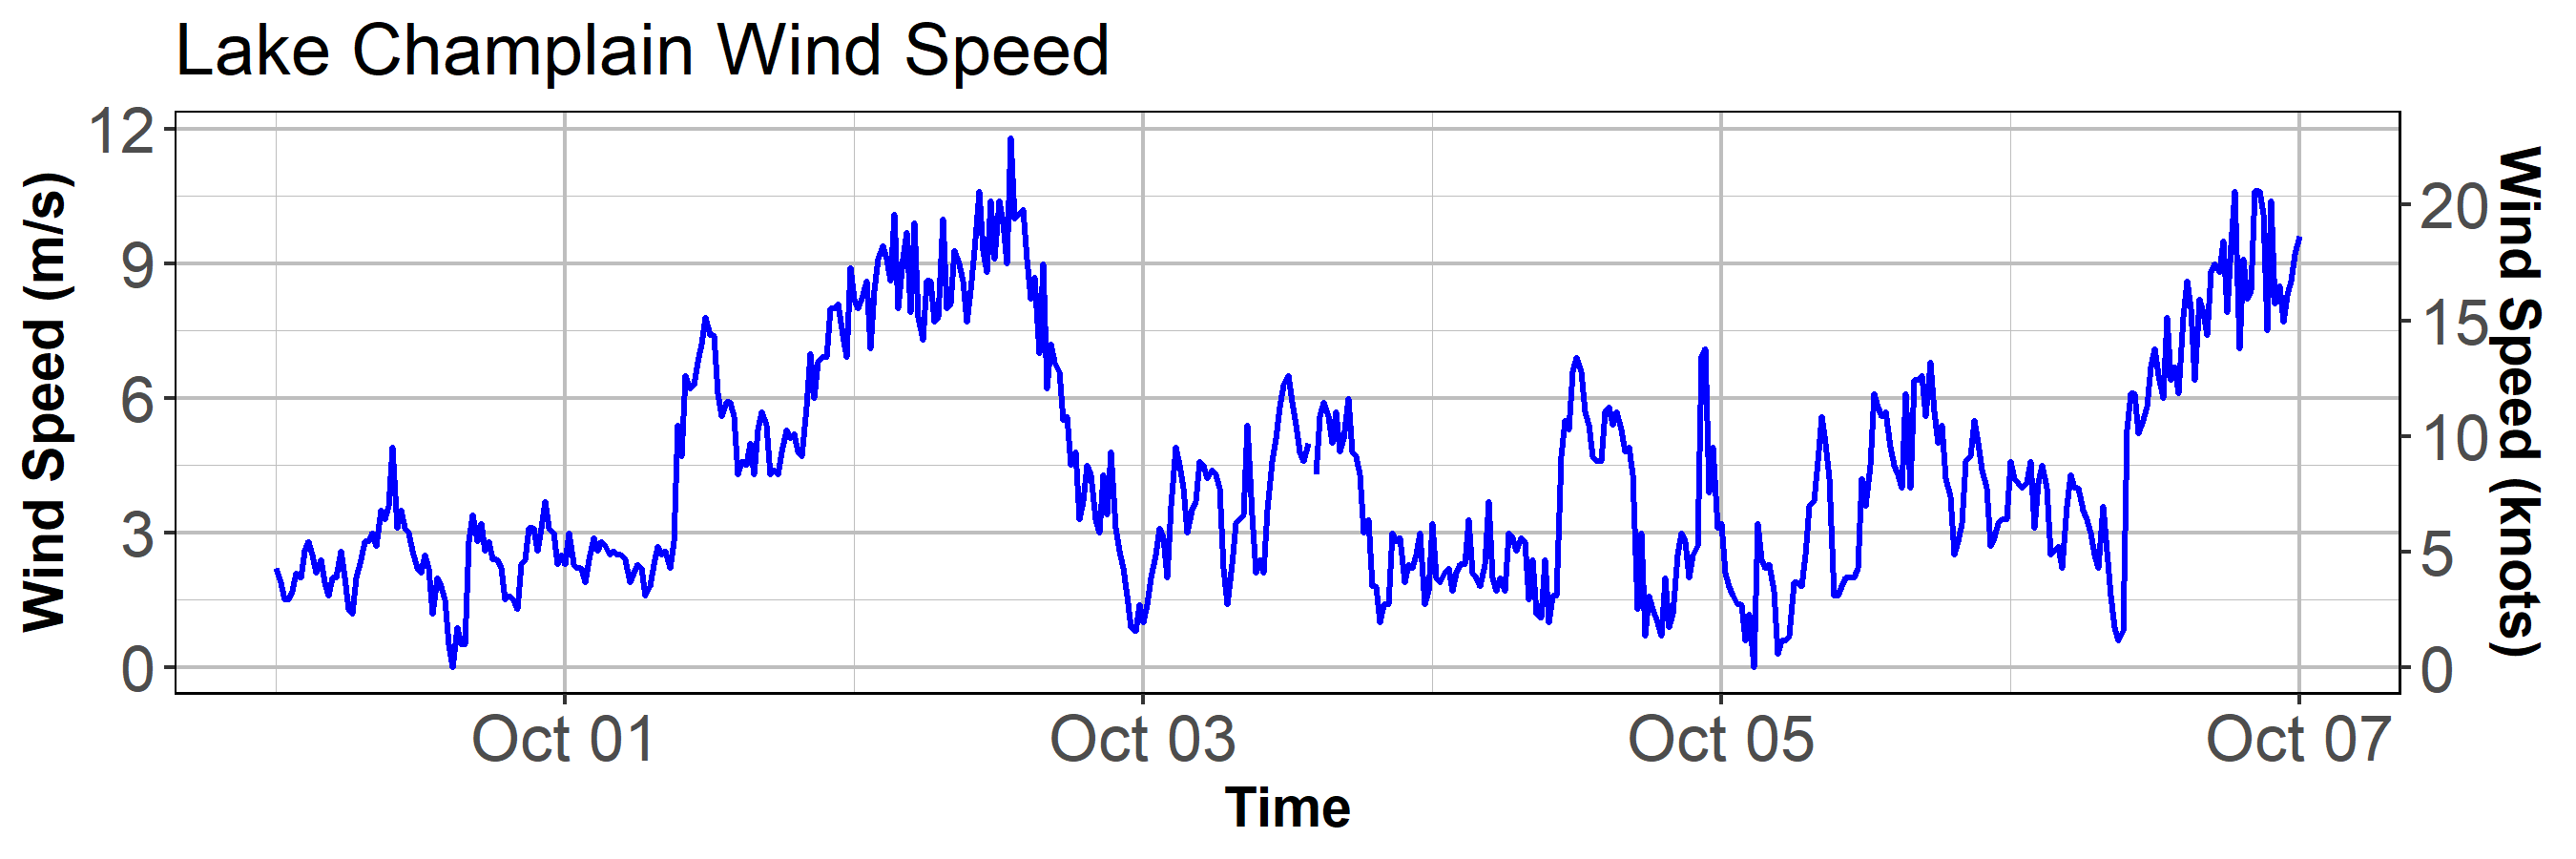 Lake Champlain Wind Speed
Wind Speed (m/s)
12
9
6
3
0
Wind Speed (knots)
20
15
10
5
0
Oct 01 Oct 03 Oct 05 Oct 07
Time